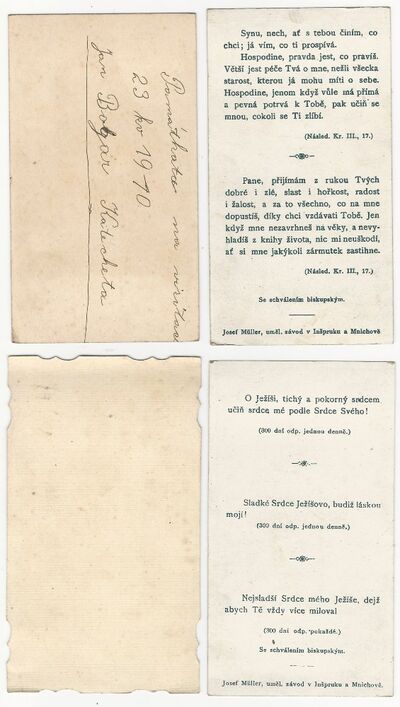 Památka na
23 kv 1910
Jan Bolgár Katecheta
Synu, nech, ať s tebou činím, co
chci; já vím, co ti prospívá.
Hospodine, pravda jest, co pravíš.
Větší jest péče Tvá o mne, nežli všecka
starost, kterou já mohu míti o sebe.
Hospodine, jenom když vůle má přímá
a pevná potrvá k Tobě, pak učiň se
mnou, cokoli se Ti zlíbí.
(Násled. Kr. III., 17.)
Pane, přijímám z rukou Tvých
dobré i zlé, slast i hořkost, radost
i žalost, a za to všechno, co na mne
dopustíš, díky chci vzdávati Tobě. Jen
když mne nezavrhneš na věky, a nevy-
hladíš z knihy života, nic mi neuškodí,
ať si mne jakýkoli zármutek zastihne.
(Násled. Kr. III., 17.)
Se schválením biskupským.
Josef Müller, uměl. závod v Inšpruku a Mnichově.
O Ježíši, tichý a pokorný srdcem
učiň srdce mé podle Srdce Svého!
(300 dní odp. jednou denně.)
Sladké Srdce Ježíšovo, budiž láskou
mojí!
(300 dní odp. jednou denně.)
Nejsladší Srdce mého Ježíše, dejž
abych Tě vždy více miloval
(300 dní odp. pokaždé.)
Se schválením biskupským.
Josef Müller, uměl. závod v Inšpruku a Mnichově.